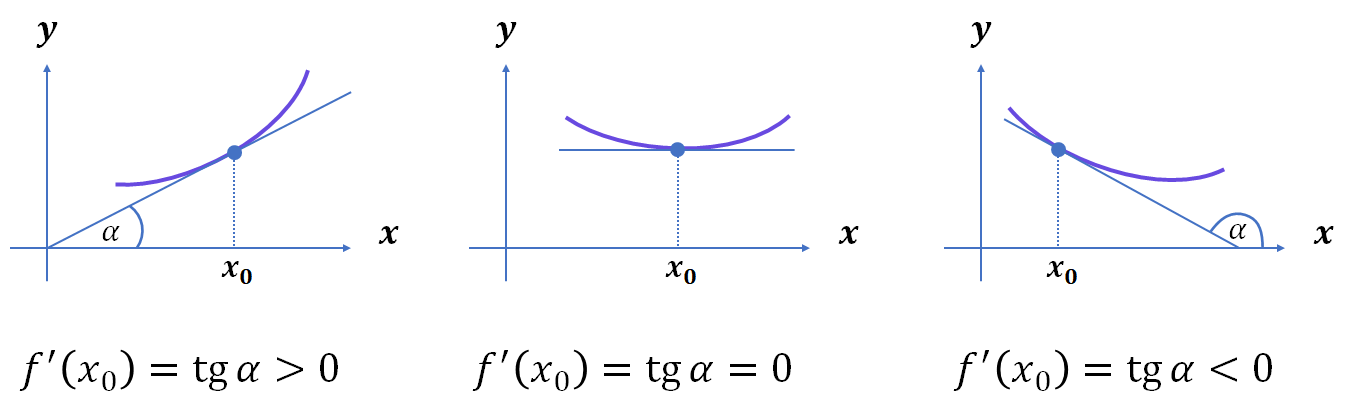 y y y
α x x α x
x₀ x₀ x₀
f′(x₀) = tg α > 0 f′(x₀) = tg α = 0 f′(x₀) = tg α < 0